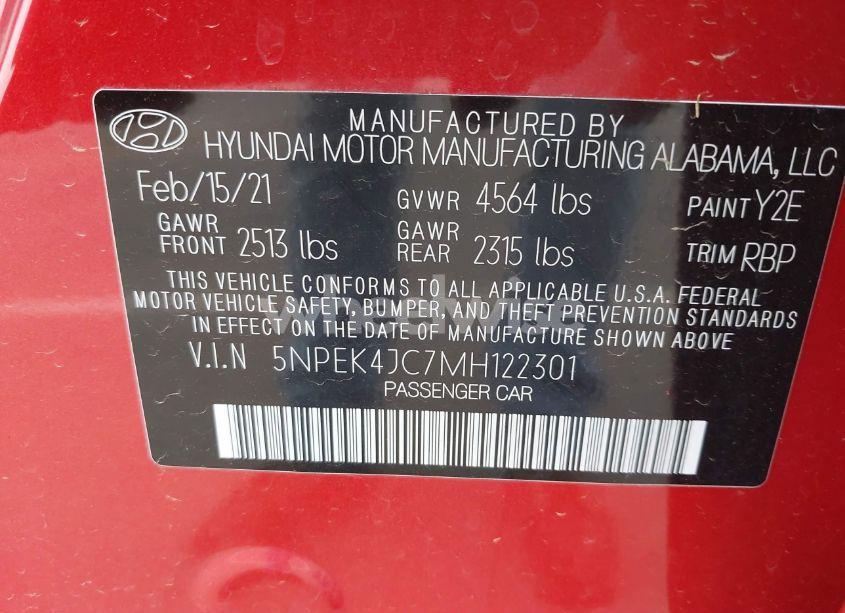 MANUFACTURED BY
HYUNDAI MOTOR MANUFACTURING ALABAMA, LLC
Feb/15/21 GVWR 4564 lbs PAINT Y2E
GAWR FRONT 2513 lbs GAWR REAR 2315 lbs TRIM RBP
THIS VEHICLE CONFORMS TO ALL APPLICABLE U.S.A. FEDERAL
MOTOR VEHICLE SAFETY, BUMPER, AND THEFT PREVENTION STANDARDS
IN EFFECT ON THE DATE OF MANUFACTURE SHOWN ABOVE
V.I.N 5NPEK4JC7MH122301
PASSENGER CAR
wheelwise